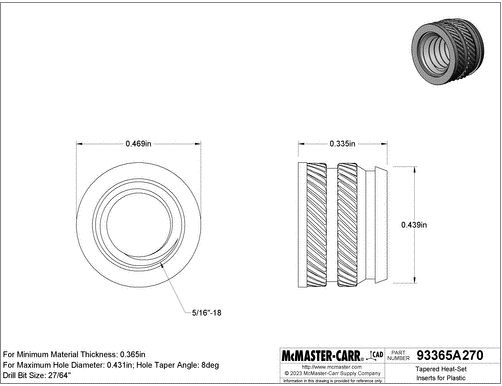 0.469in
0.335in
0.439in
5/16"-18
For Minimum Material Thickness: 0.365in
For Maximum Hole Diameter: 0.431in; Hole Taper Angle: 8deg
Drill Bit Size: 27/64"
McMASTER-CARR® CAD
http://www.mcmaster.com
© 2023 McMaster-Carr Supply Company
Information in this drawing is provided for reference only.
PART NUMBER
93365A270
Tapered Heat-Set
Inserts for Plastic